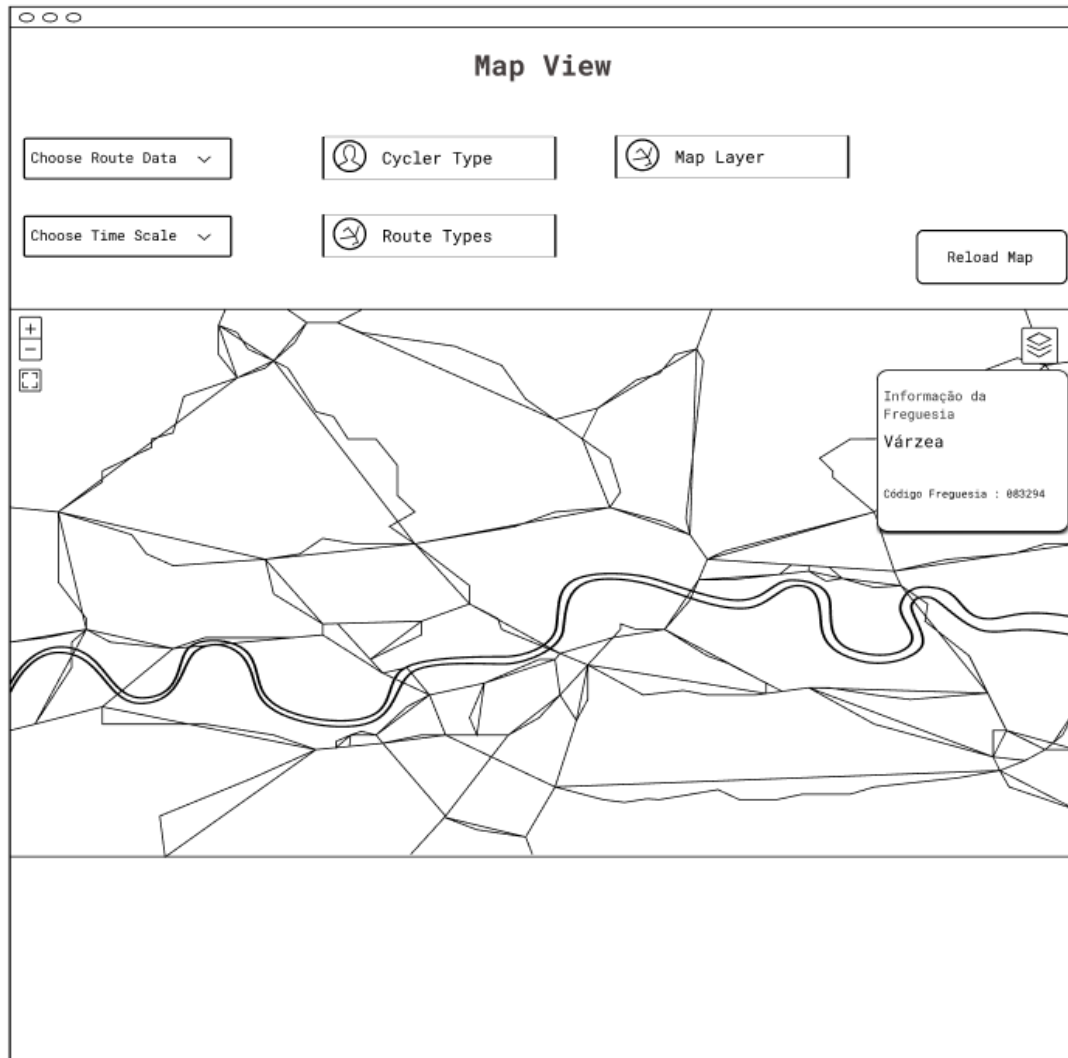 Map View
Choose Route Data
Cycler Type
Map Layer
Choose Time Scale
Route Types
Reload Map
+
−
Informação da
Freguesia
Várzea
Código Freguesia : 083294